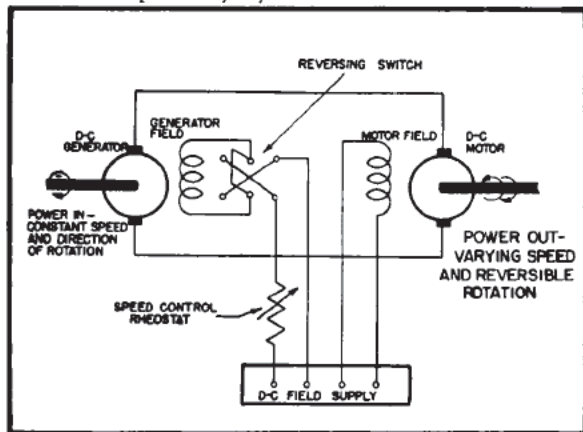 REVERSING SWITCH
GENERATOR
FIELD
D-C
GENERATOR
MOTOR FIELD
D-C
MOTOR
POWER IN-
CONSTANT SPEED
AND DIRECTION
OF ROTATION
POWER OUT-
VARYING SPEED
AND REVERSIBLE
ROTATION
SPEED CONTROL
RHEOSTAT
D-C FIELD SUPPLY